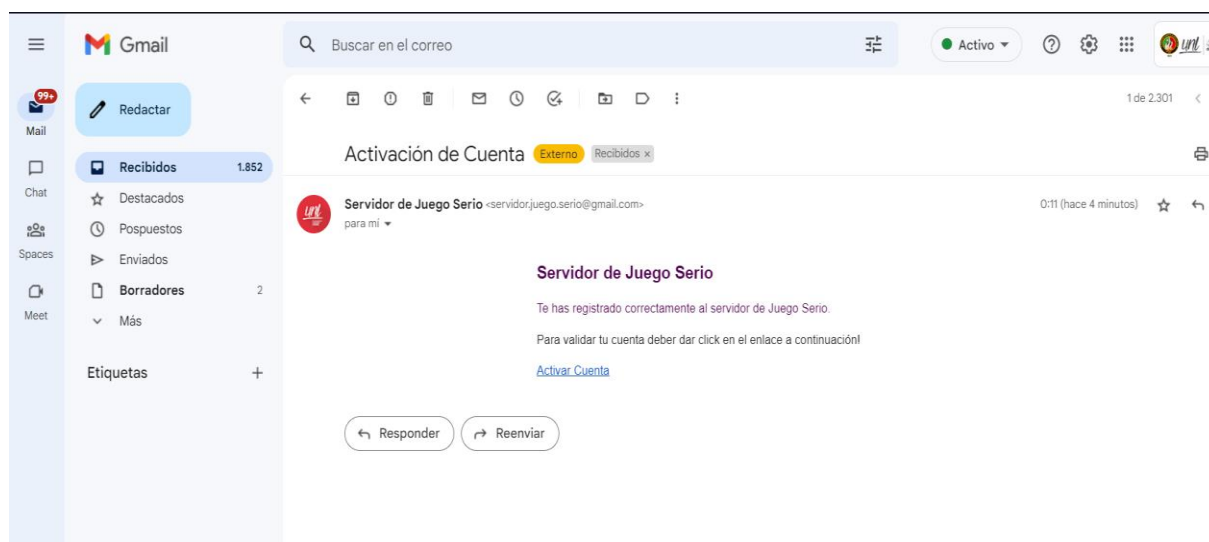 Gmail
Buscar en el correo
Activo
unl
99+
Mail
Redactar
1 de 2.301
Activación de Cuenta Externo Recibidos x
Recibidos 1.852
Chat
Destacados
unl
Servidor de Juego Serio <servidor.juego.serio@gmail.com>
0:11 (hace 4 minutos)
para mí
Pospuestos
Spaces
Enviados
Servidor de Juego Serio
Borradores 2
Meet
Te has registrado correctamente al servidor de Juego Serio.
Más
Para validar tu cuenta deber dar click en el enlace a continuación!
Etiquetas +
Activar Cuenta
Responder
Reenviar